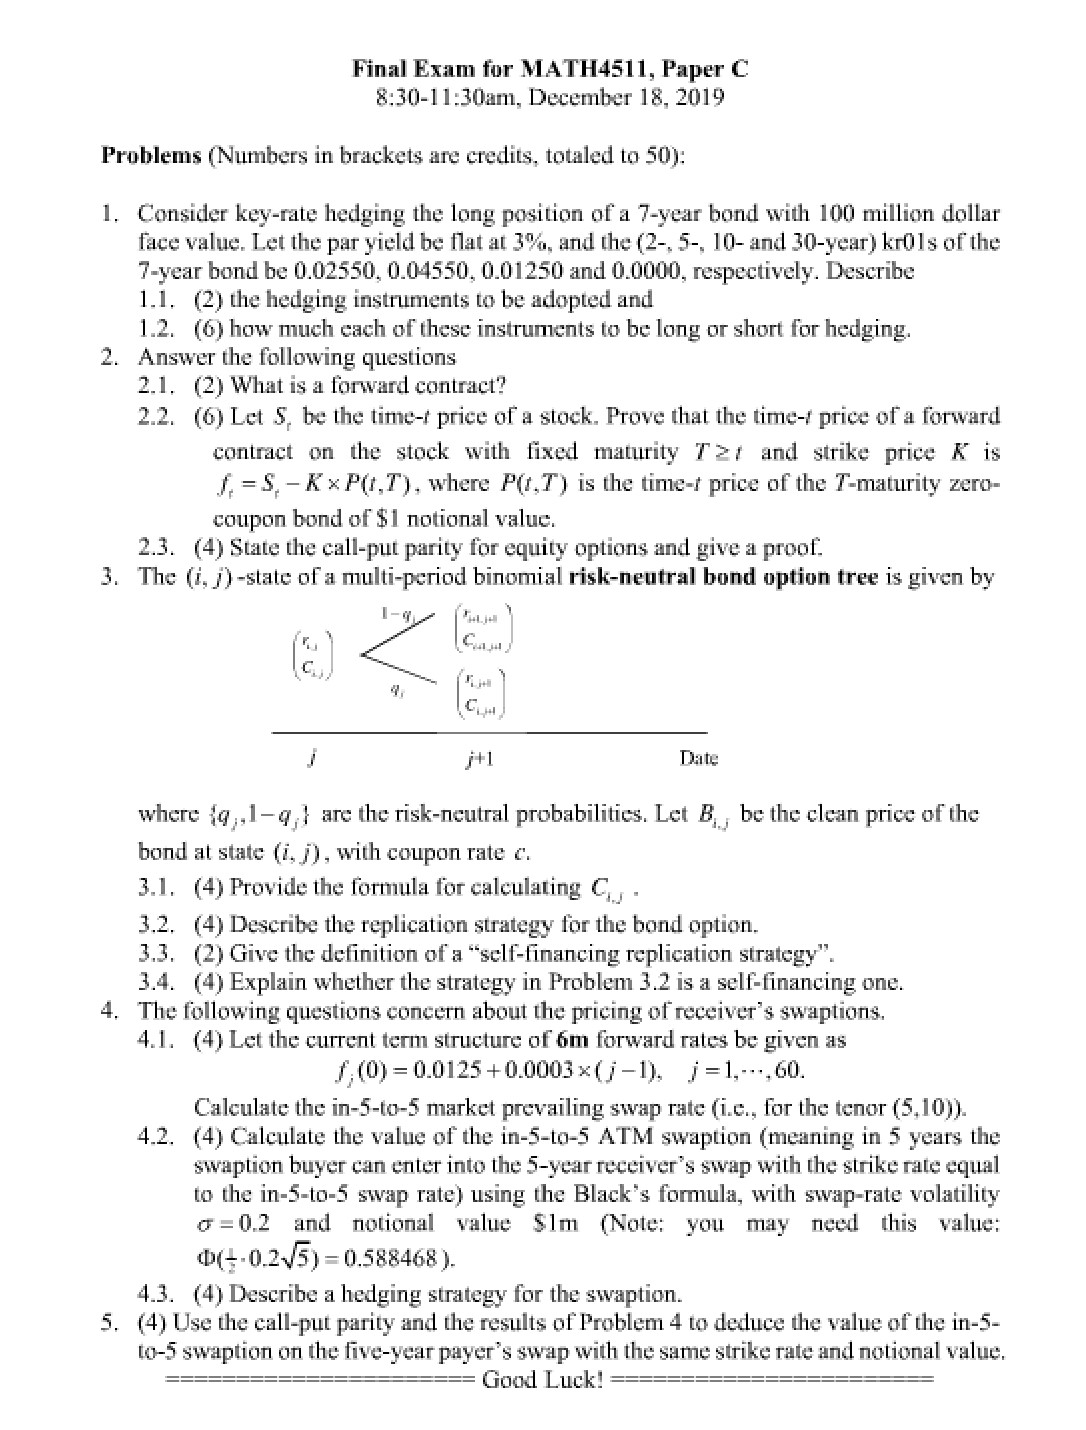 Final Exam for MATH4511, Paper C
8:30-11:30am, December 18, 2019
Problems (Numbers in brackets are credits, totaled to 50):
1. Consider key-rate hedging the long position of a 7-year bond with 100 million dollar
face value. Let the par yield be flat at 3%, and the (2-, 5-, 10- and 30-year) kr01s of the
7-year bond be 0.02550, 0.04550, 0.01250 and 0.0000, respectively. Describe
1.1. (2) the hedging instruments to be adopted and
1.2. (6) how much each of these instruments to be long or short for hedging.
2. Answer the following questions
2.1. (2) What is a forward contract?
2.2. (6) Let S_t be the time-t price of a stock. Prove that the time-t price of a forward
contract on the stock with fixed maturity T ≥ t and strike price K is
f_t = S_t − K × P(t,T), where P(t,T) is the time-t price of the T-maturity zero-
coupon bond of $1 notional value.
2.3. (4) State the call-put parity for equity options and give a proof.
3. The (i, j)-state of a multi-period binomial risk-neutral bond option tree is given by
1−q_j
(r_{i,j} C_{i,j})
(r_{i+1,j+1} C_{i+1,j+1})
q_j
(r_{i,j+1} C_{i,j+1})
j j+1 Date
where {q_j,1−q_j} are the risk-neutral probabilities. Let B_{i,j} be the clean price of the
bond at state (i, j), with coupon rate c.
3.1. (4) Provide the formula for calculating C_{i,j} .
3.2. (4) Describe the replication strategy for the bond option.
3.3. (2) Give the definition of a “self-financing replication strategy”.
3.4. (4) Explain whether the strategy in Problem 3.2 is a self-financing one.
4. The following questions concern about the pricing of receiver’s swaptions.
4.1. (4) Let the current term structure of 6m forward rates be given as
f_j(0) = 0.0125 + 0.0003 × (j − 1), j = 1,⋯,60.
Calculate the in-5-to-5 market prevailing swap rate (i.e., for the tenor (5,10)).
4.2. (4) Calculate the value of the in-5-to-5 ATM swaption (meaning in 5 years the
swaption buyer can enter into the 5-year receiver’s swap with the strike rate equal
to the in-5-to-5 swap rate) using the Black’s formula, with swap-rate volatility
σ = 0.2 and notional value $1m (Note: you may need this value:
Φ(½·0.2√5) = 0.588468).
4.3. (4) Describe a hedging strategy for the swaption.
5. (4) Use the call-put parity and the results of Problem 4 to deduce the value of the in-5-
to-5 swaption on the five-year payer’s swap with the same strike rate and notional value.
====================== Good Luck! =======================